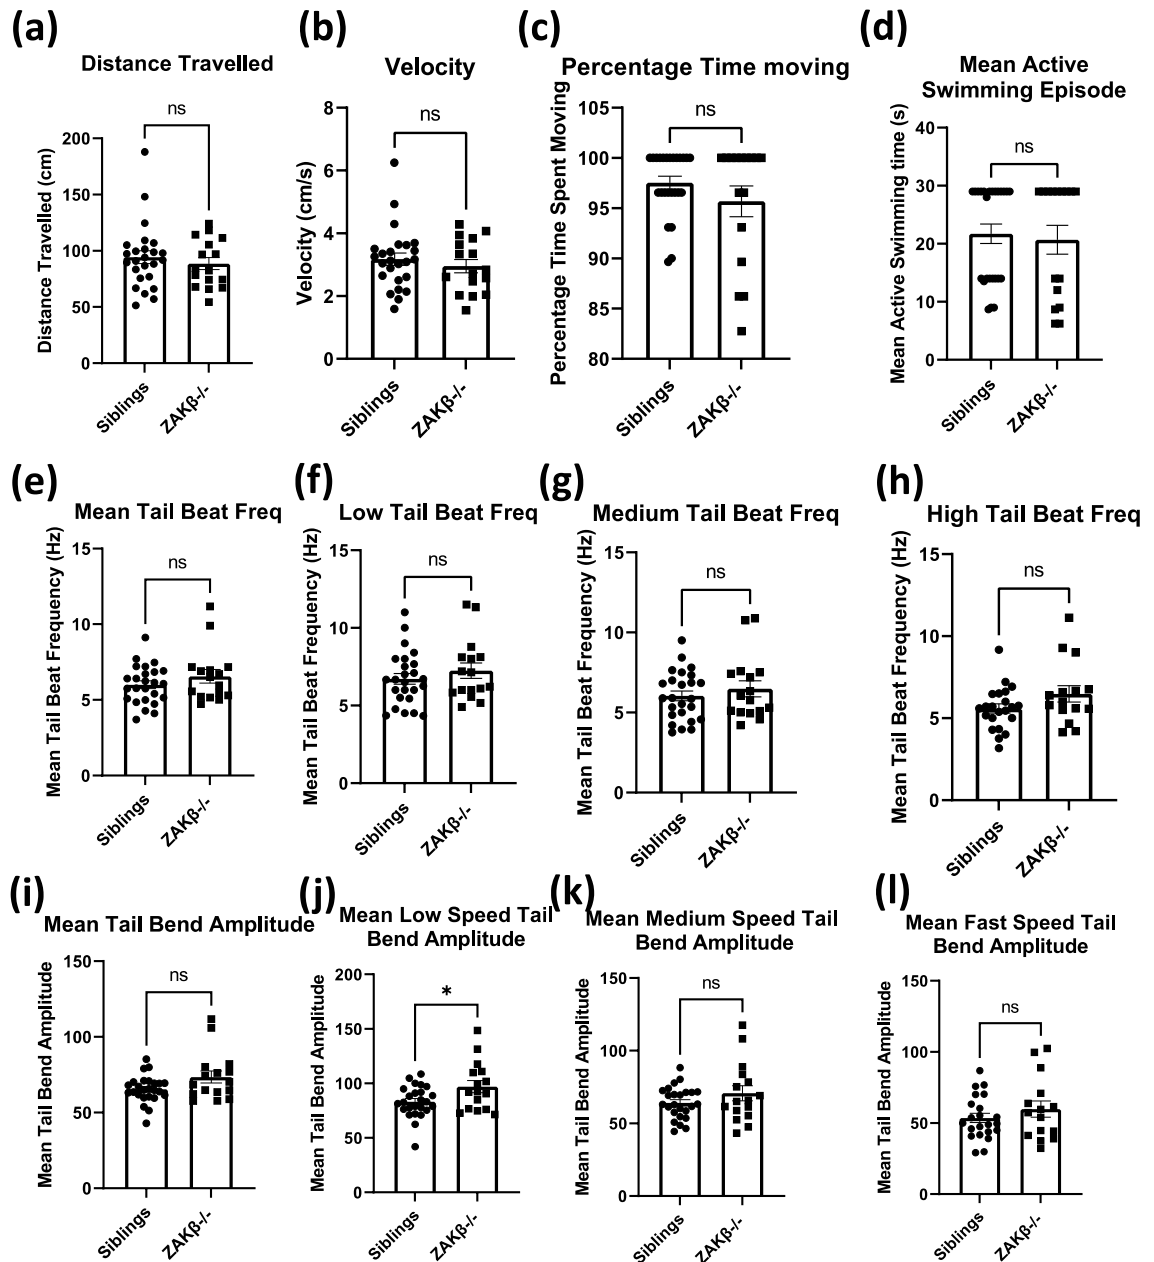 (a)
Distance Travelled
ns
Distance Travelled (cm)
200
150
100
50
0
Siblings
ZAKβ-/-
(b)
Velocity
ns
Velocity (cm/s)
8
6
4
2
0
Siblings
ZAKβ-/-
(c)
Percentage Time moving
ns
Percentage Time Spent Moving
105
100
95
90
85
80
Siblings
ZAKβ-/-
(d)
Mean Active
Swimming Episode
ns
Mean Active Swimming time (s)
40
30
20
10
0
Siblings
ZAKβ-/-
(e)
Mean Tail Beat Freq
ns
Mean Tail Beat Frequency (Hz)
15
10
5
0
Siblings
ZAKβ-/-
(f)
Low Tail Beat Freq
ns
Mean Tail Beat Frequency (Hz)
15
10
5
0
Siblings
ZAKβ-/-
(g)
Medium Tail Beat Freq
ns
Mean Tail Beat Frequency (Hz)
15
10
5
0
Siblings
ZAKβ-/-
(h)
High Tail Beat Freq
ns
Mean Tail Beat Frequency (Hz)
15
10
5
0
Siblings
ZAKβ-/-
(i)
Mean Tail Bend Amplitude
ns
Mean Tail Bend Amplitude
150
100
50
0
Siblings
ZAKβ-/-
(j)
Mean Low Speed Tail
Bend Amplitude
*
Mean Tail Bend Amplitude
200
150
100
50
0
Siblings
ZAKβ-/-
(k)
Mean Medium Speed Tail
Bend Amplitude
ns
Mean Tail Bend Amplitude
150
100
50
0
Siblings
ZAKβ-/-
(l)
Mean Fast Speed Tail
Bend Amplitude
ns
Mean Tail Bend Amplitude
150
100
50
0
Siblings
ZAKβ-/-